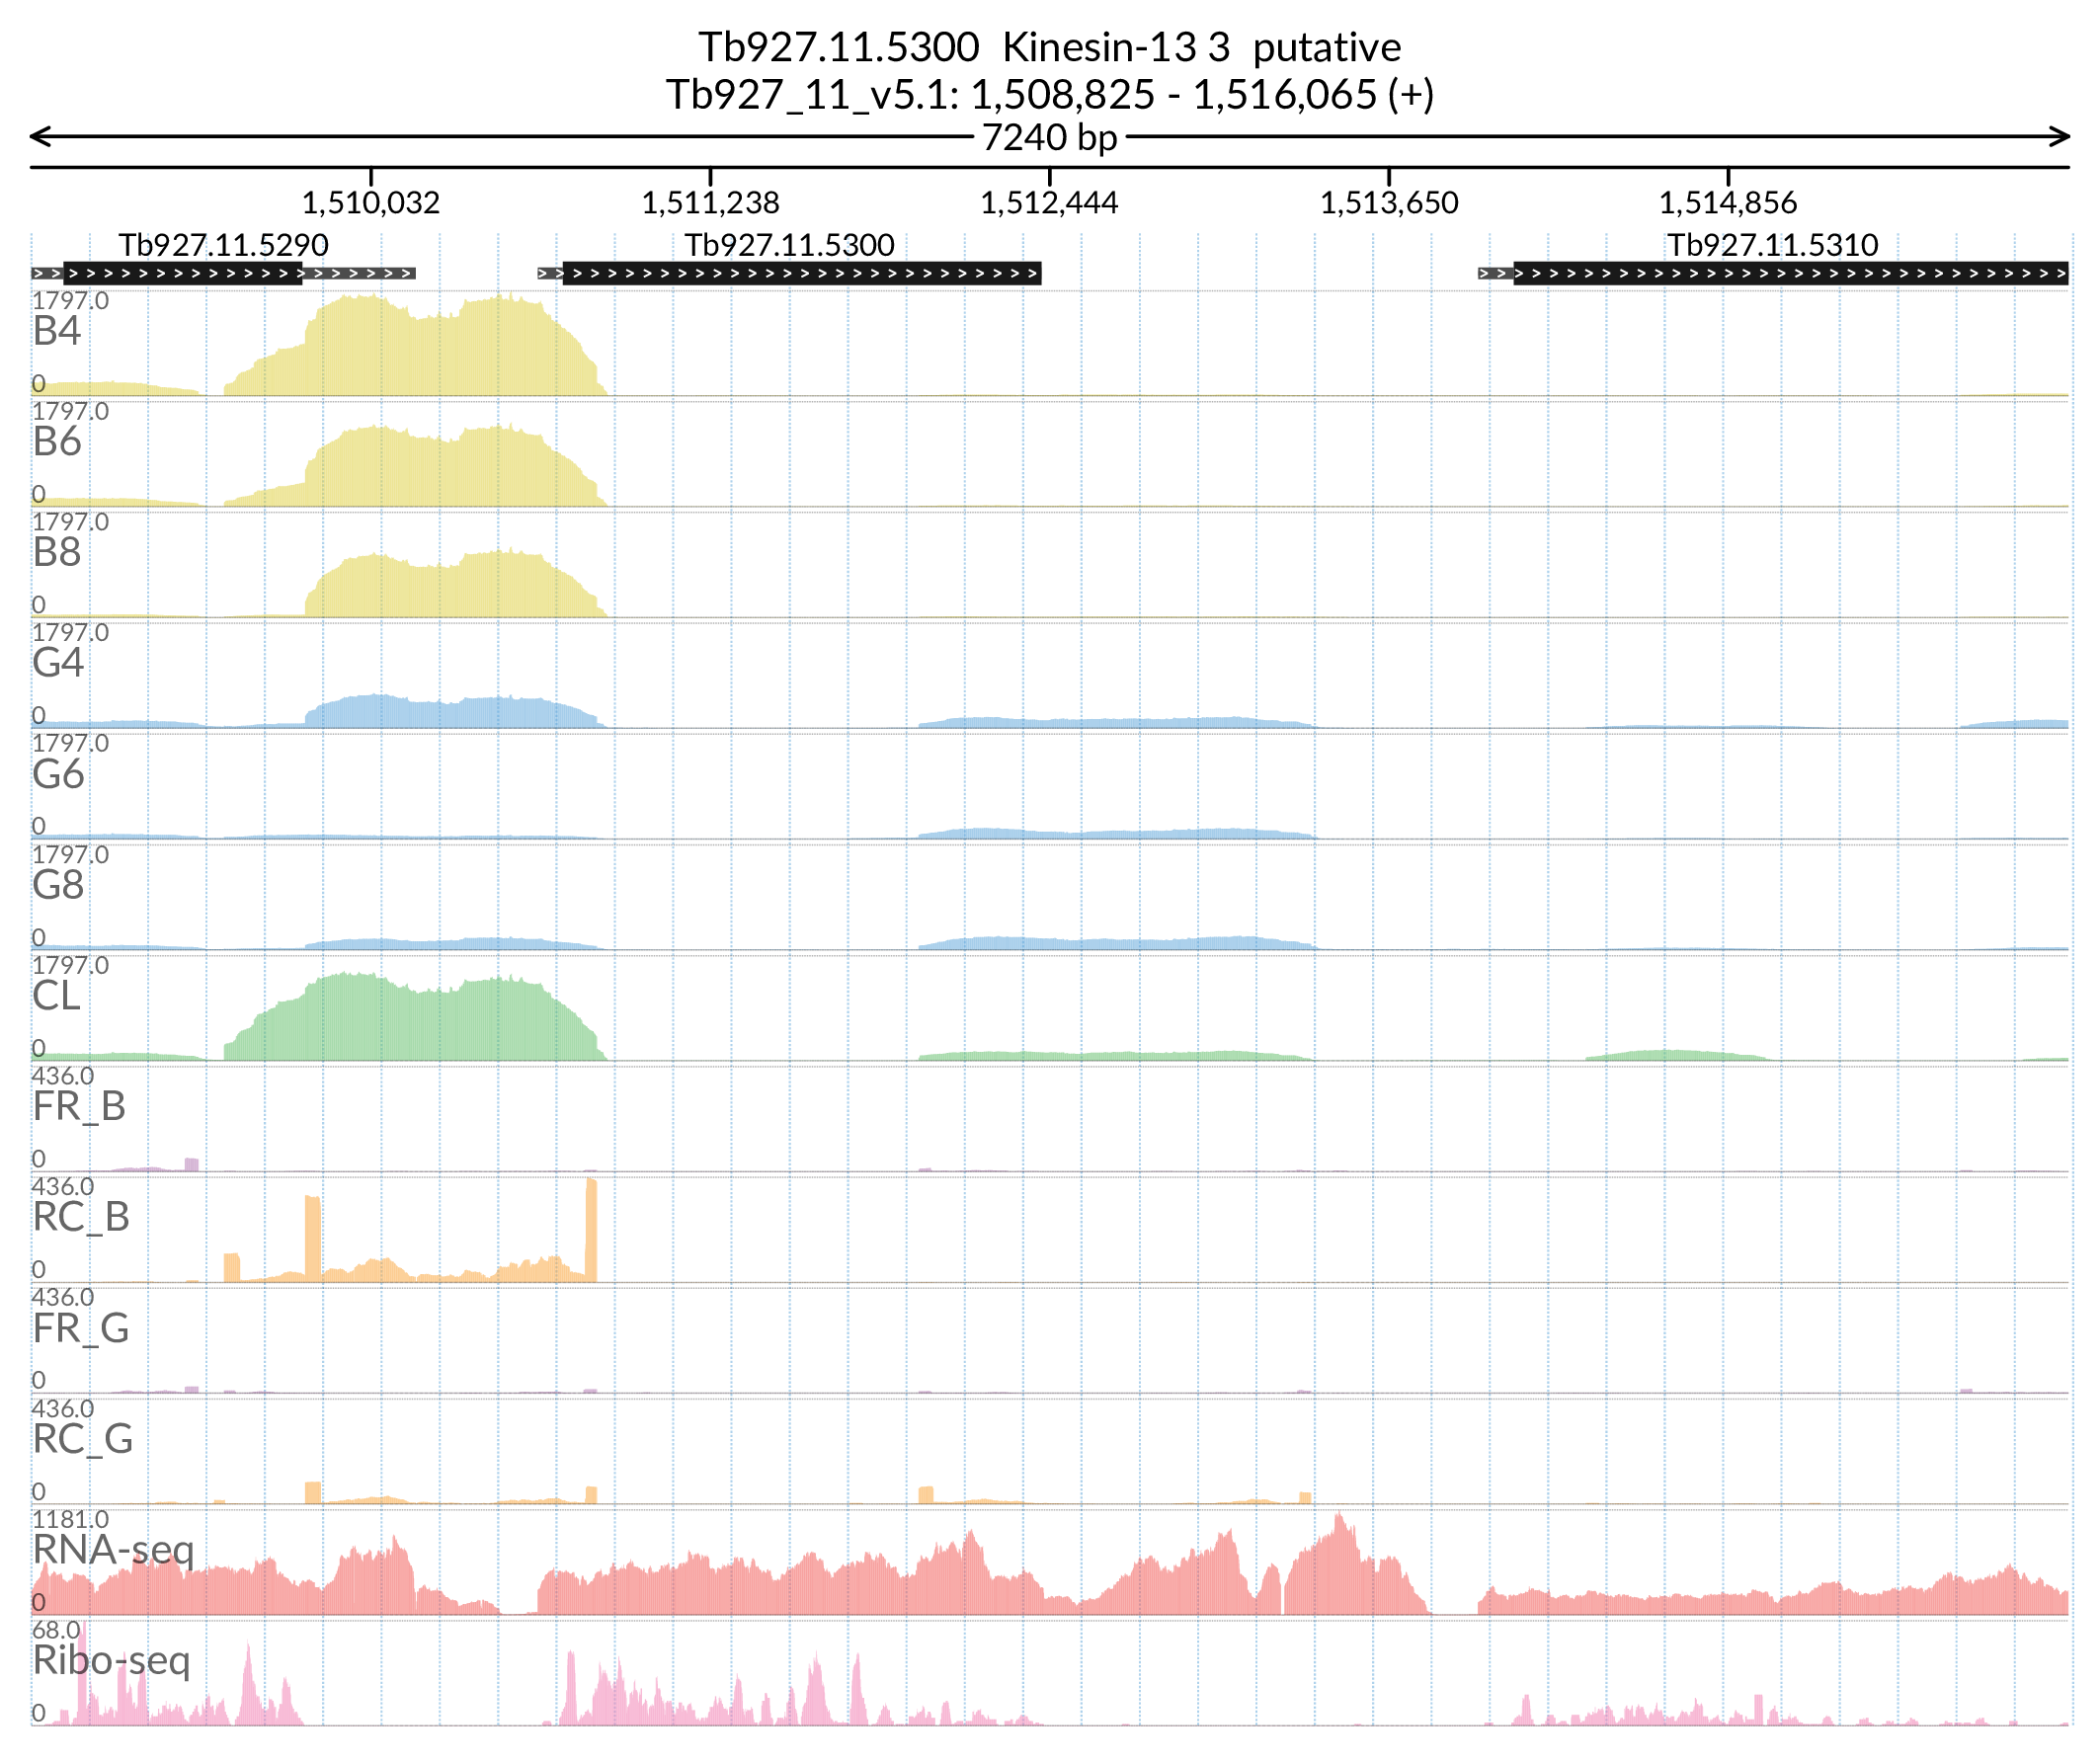 Tb927.11.5300 Kinesin-13 3 putative
Tb927_11_v5.1: 1,508,825 - 1,516,065 (+)
7240 bp
1,510,032 1,511,238 1,512,444 1,513,650 1,514,856
Tb927.11.5290 Tb927.11.5300 Tb927.11.5310
1797.0
B4
0
1797.0
B6
0
1797.0
B8
0
1797.0
G4
0
1797.0
G6
0
1797.0
G8
0
1797.0
CL
0
436.0
FR_B
0
436.0
RC_B
0
436.0
FR_G
0
436.0
RC_G
0
1181.0
RNA-seq
0
68.0
Ribo-seq
0